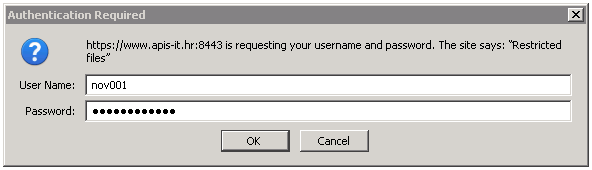 Authentication Required
https://www.apis-it.hr:8443 is requesting your username and password. The site says: "Restricted
files"
User Name: nov001
Password: ●●●●●●●●●●●●
OK Cancel